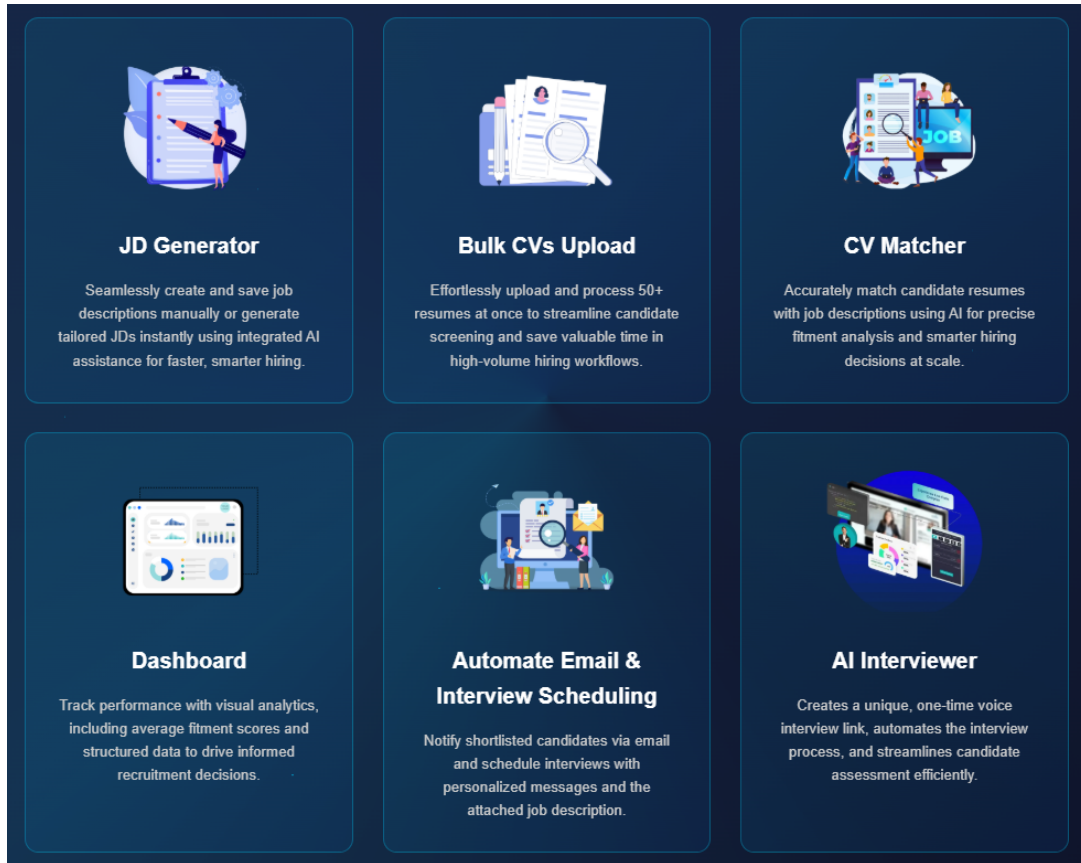 JD Generator
Seamlessly create and save job
descriptions manually or generate
tailored JDs instantly using integrated AI
assistance for faster, smarter hiring.
Bulk CVs Upload
Effortlessly upload and process 50+
resumes at once to streamline candidate
screening and save valuable time in
high-volume hiring workflows.
JOB
CV Matcher
Accurately match candidate resumes
with job descriptions using AI for precise
fitment analysis and smarter hiring
decisions at scale.
Dashboard
Track performance with visual analytics,
including average fitment scores and
structured data to drive informed
recruitment decisions.
Automate Email &
Interview Scheduling
Notify shortlisted candidates via email
and schedule interviews with
personalized messages and the
attached job description.
AI Interviewer
Creates a unique, one-time voice
interview link, automates the interview
process, and streamlines candidate
assessment efficiently.